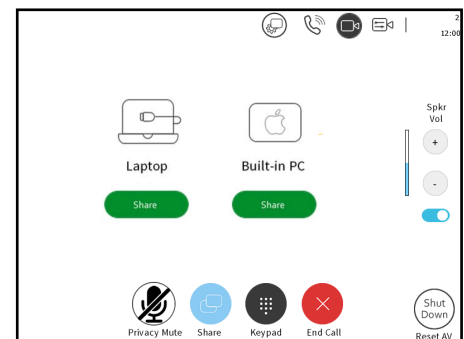 2
12:00
Spkr
Vol
+
-
Laptop
Built-in PC
Share
Share
Privacy Mute
Share
Keypad
End Call
Shut
Down
Reset AV